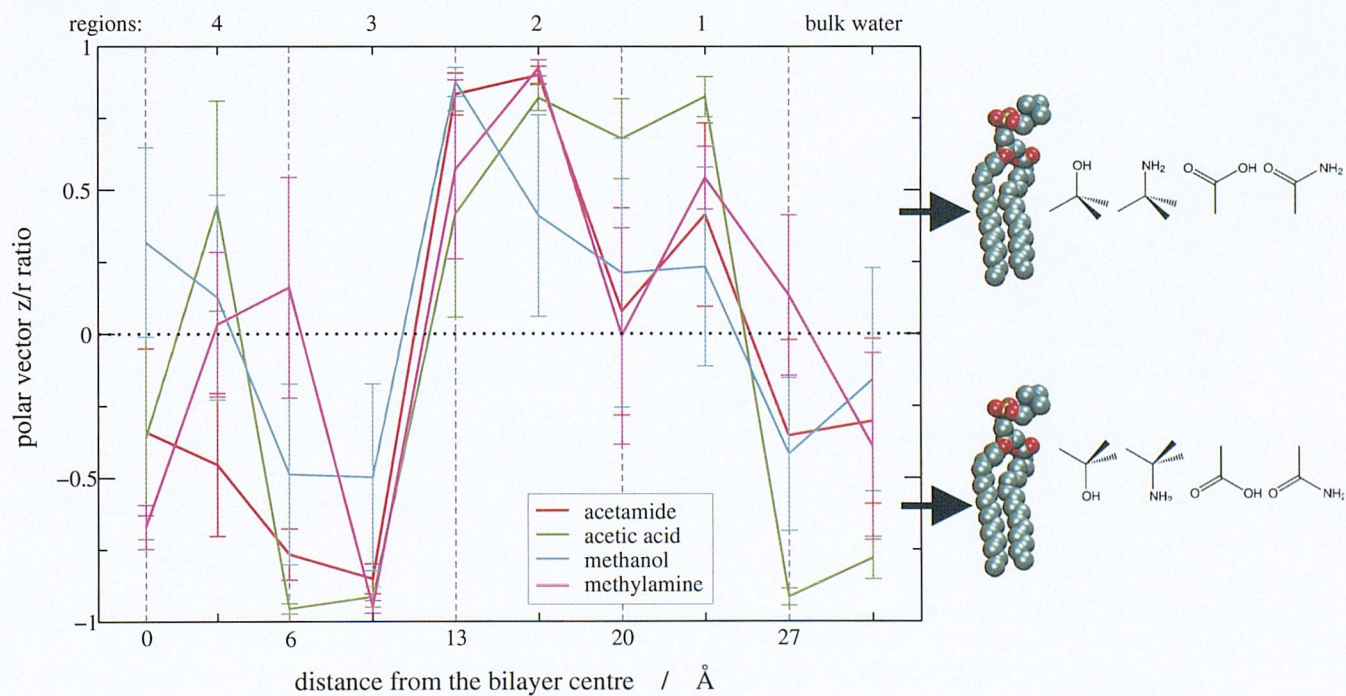 regions: 4 3 2 1 bulk water
1
0.5
0
−0.5
−1
polar vector z/r ratio
0 6 13 20 27
distance from the bilayer centre / Å
acetamide
acetic acid
methanol
methylamine
OH NH₂ O OH O NH₂
OH NH₂ O OH O NH₂